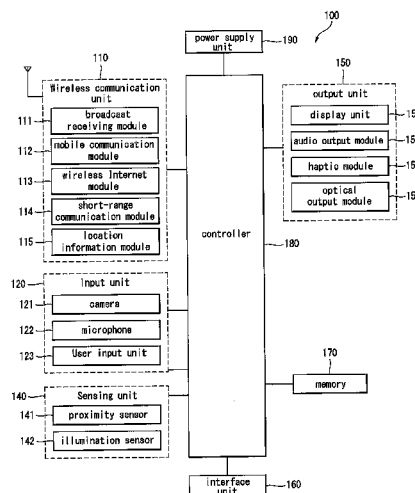 100
power supply
unit
190
110
Wireless communication
unit
111
broadcast
receiving module
112
mobile communication
module
113
wireless Internet
module
114
short-range
communication module
115
location
information module
120
Input unit
121
camera
122
microphone
123
User input unit
140
Sensing unit
141
proximity sensor
142
illumination sensor
controller
180
150
output unit
display unit
audio output module
haptic module
optical
output module
170
memory
interface
unit
160